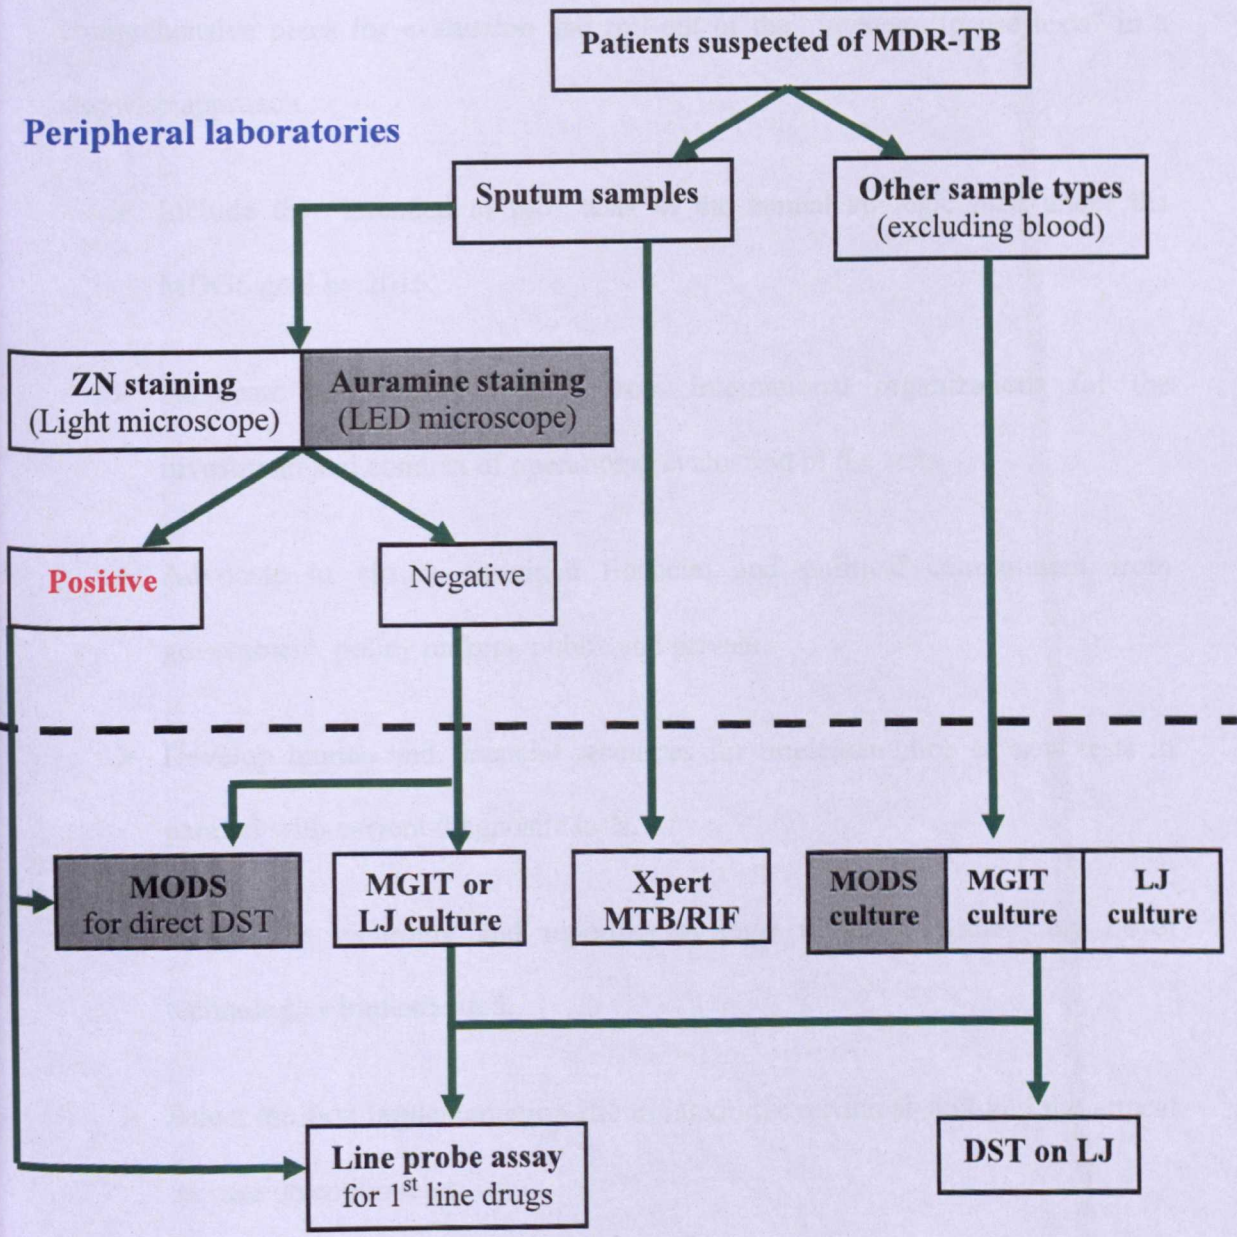 Patients suspected of MDR-TB
Peripheral laboratories
Sputum samples
Other sample types
(excluding blood)
ZN staining
(Light microscope)
Auramine staining
(LED microscope)
Positive
Negative
MODS
for direct DST
MGIT or
LJ culture
Xpert
MTB/RIF
MODS
culture
MGIT
culture
LJ
culture
Line probe assay
for 1st line drugs
DST on LJ